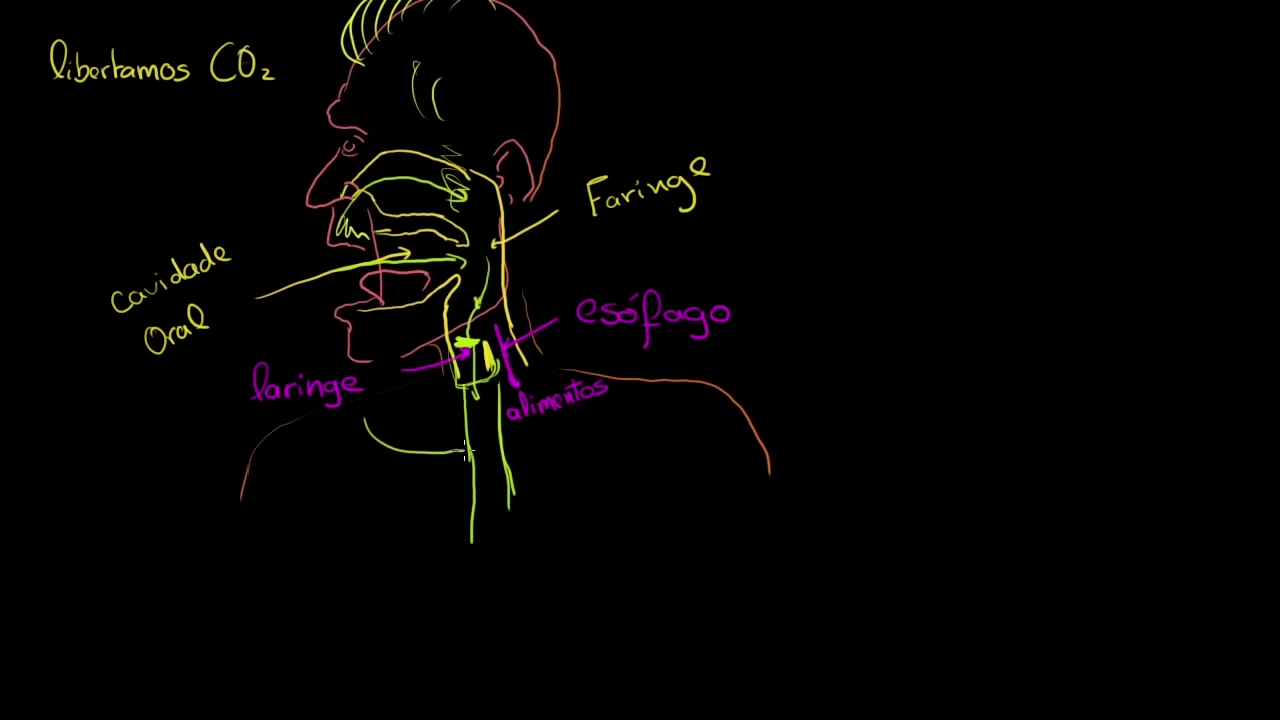 libertamos CO₂
Faringe
cavidade
oral
esófago
laringe
alimentos